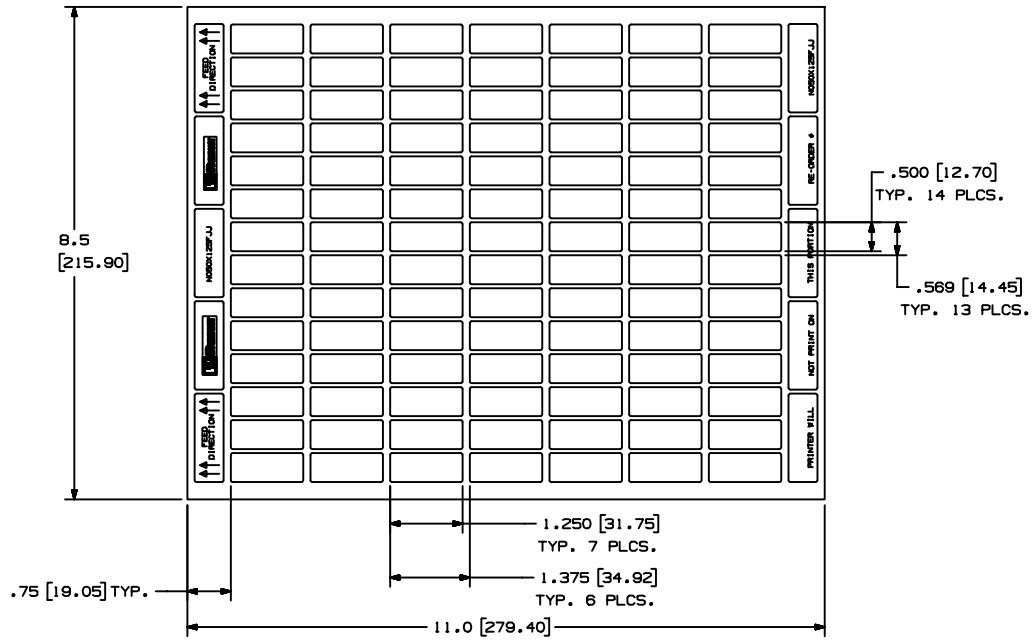 FEED
DIRECTION
N050X125FJJ
FEED
DIRECTION
N050X125FJJ
RE-ORDER #
THIS PORTION
NOT PRINT ON
PRINTER WILL
8.5
[215.90]
.500 [12.70]
TYP. 14 PLCS.
.569 [14.45]
TYP. 13 PLCS.
1.250 [31.75]
TYP. 7 PLCS.
1.375 [34.92]
TYP. 6 PLCS.
.75 [19.05] TYP.
11.0 [279.40]